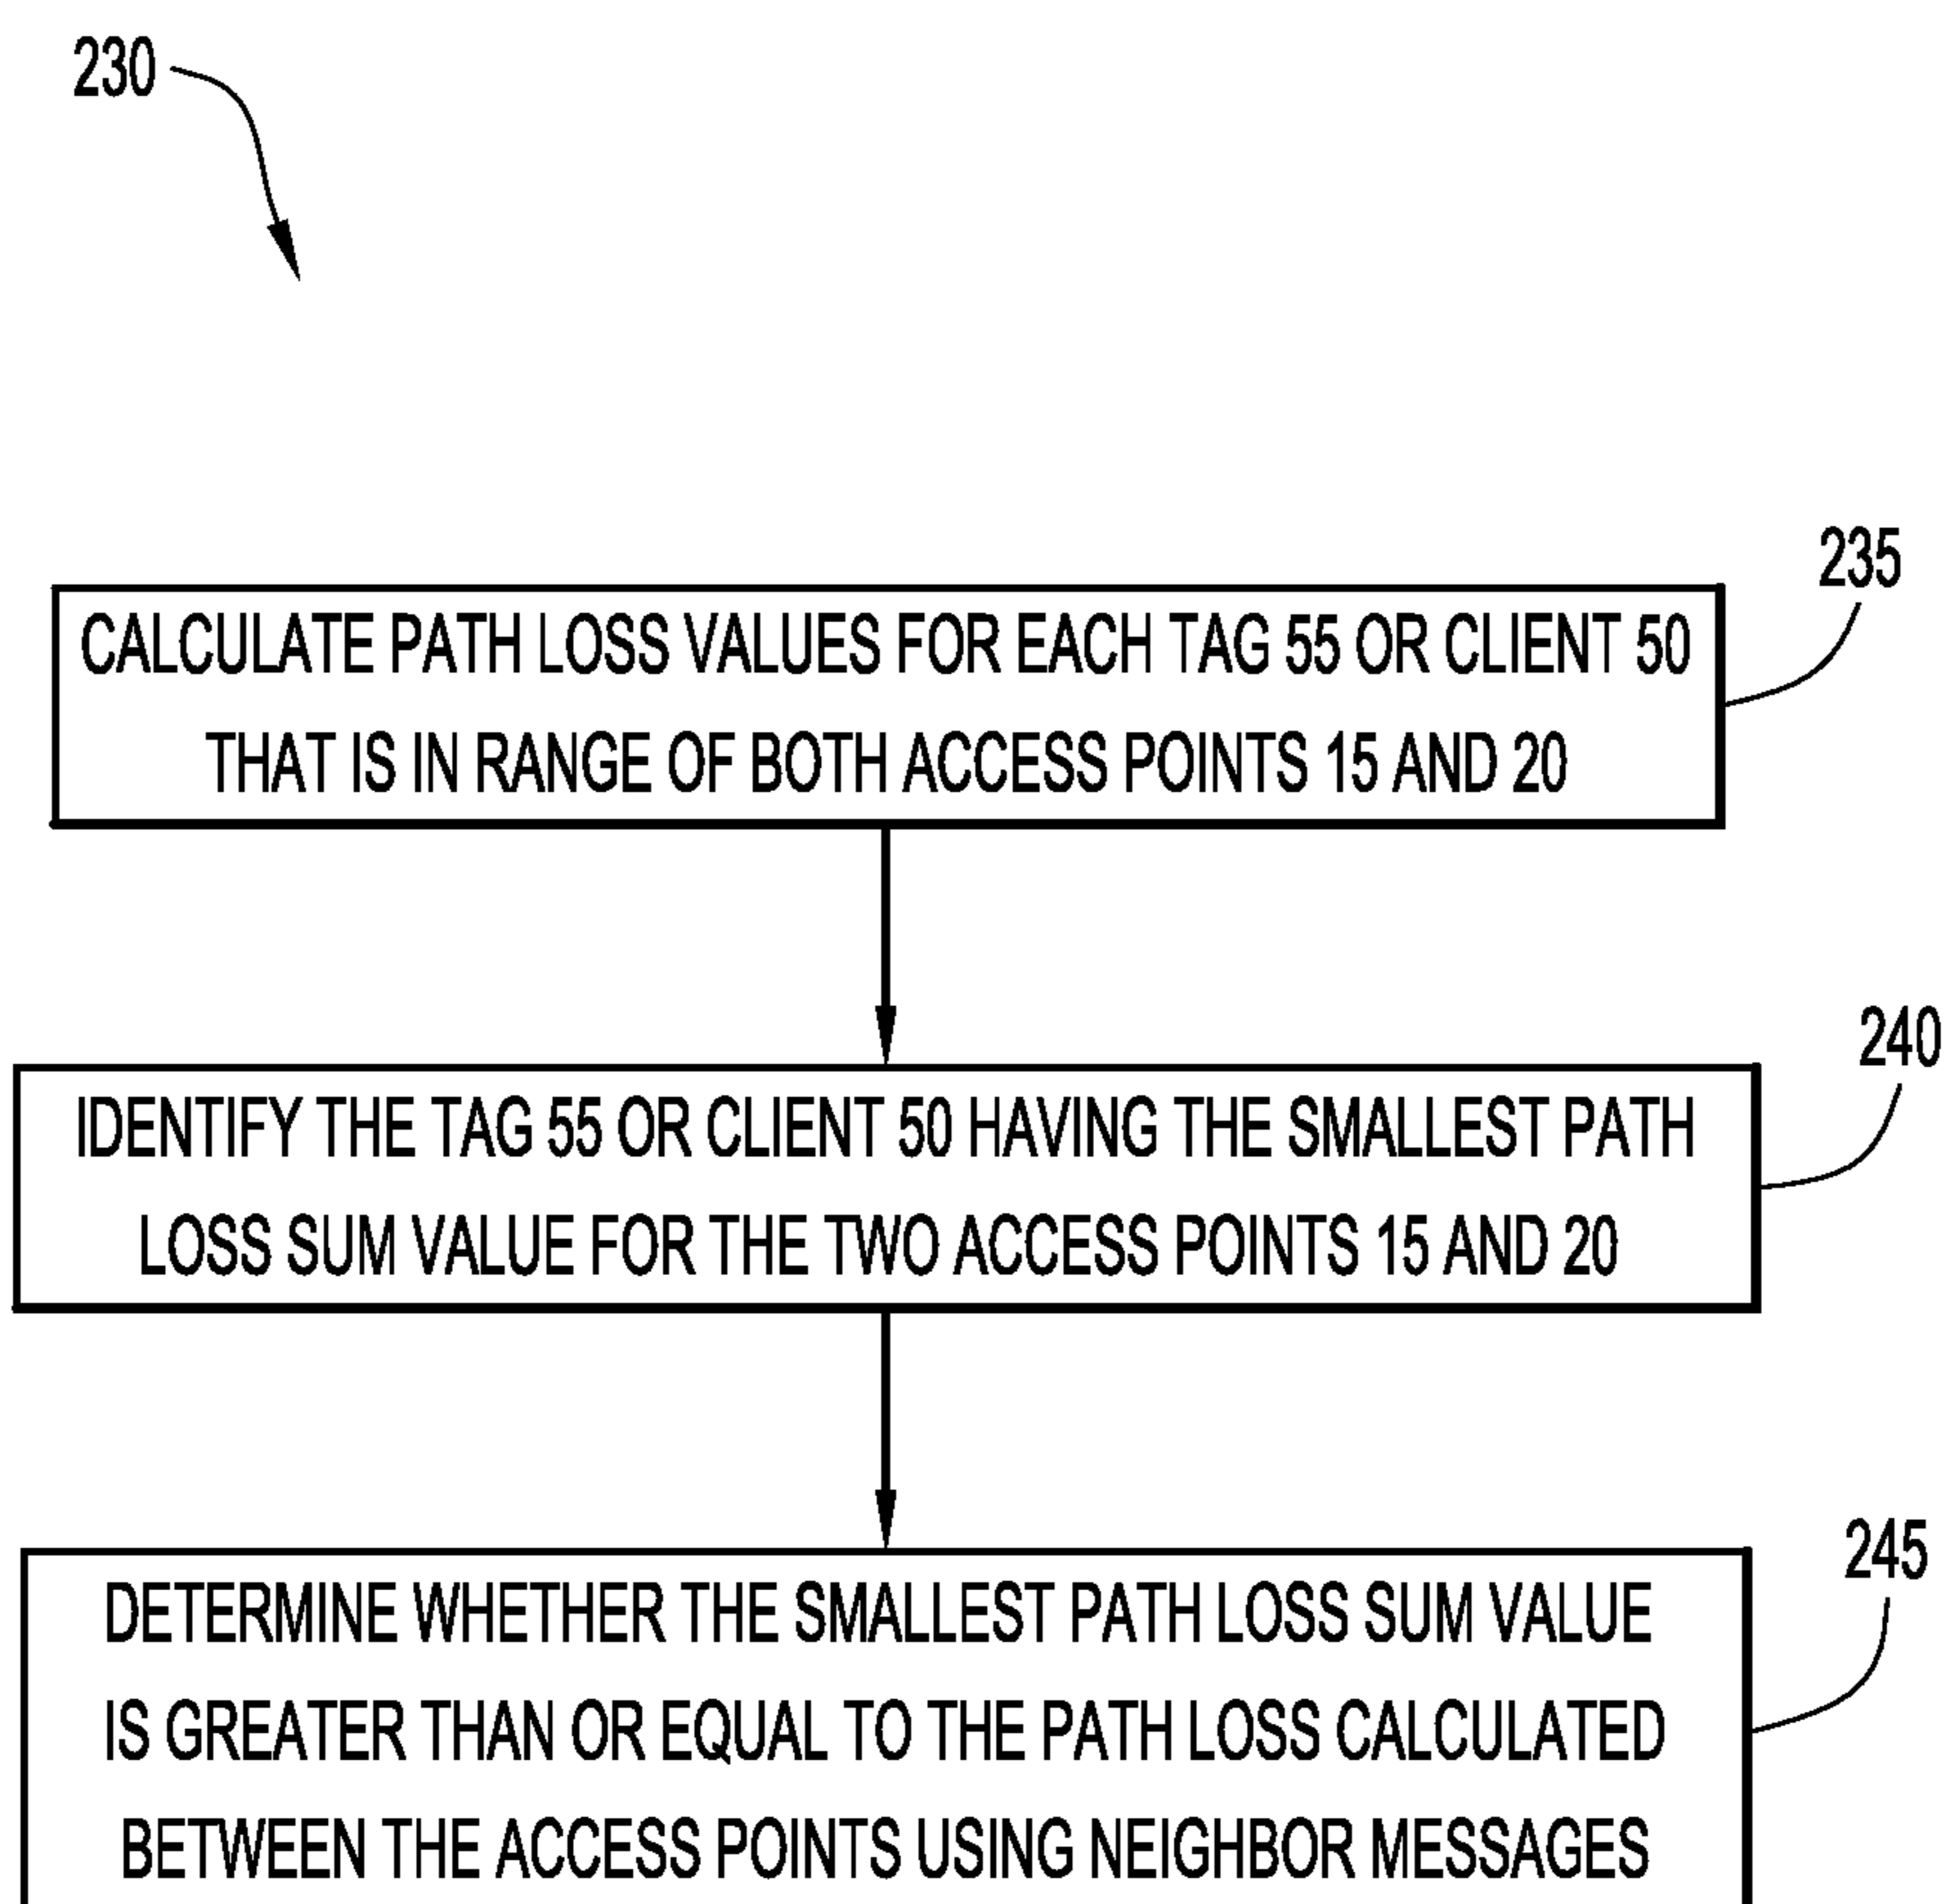 230
235
CALCULATE PATH LOSS VALUES FOR EACH TAG 55 OR CLIENT 50
THAT IS IN RANGE OF BOTH ACCESS POINTS 15 AND 20
240
IDENTIFY THE TAG 55 OR CLIENT 50 HAVING THE SMALLEST PATH
LOSS SUM VALUE FOR THE TWO ACCESS POINTS 15 AND 20
245
DETERMINE WHETHER THE SMALLEST PATH LOSS SUM VALUE
IS GREATER THAN OR EQUAL TO THE PATH LOSS CALCULATED
BETWEEN THE ACCESS POINTS USING NEIGHBOR MESSAGES